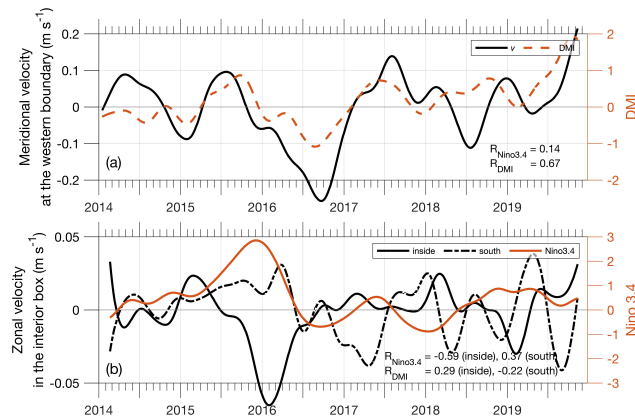 Meridional velocity
at the western boundary (m s⁻¹)
0.2
0.1
0
-0.1
-0.2
v
DMI
(a)
R_Nino3.4 = 0.14
R_DMI = 0.67
2
1
0
-1
-2
DMI
2014 2015 2016 2017 2018 2019
Zonal velocity
in the interior box (m s⁻¹)
0.05
0
-0.05
inside south Nino3.4
(b)
R_Nino3.4 = -0.59 (inside), 0.37 (south)
R_DMI = 0.29 (inside), -0.22 (south)
3
2
1
0
-1
-2
-3
Nino 3.4
2014 2015 2016 2017 2018 2019